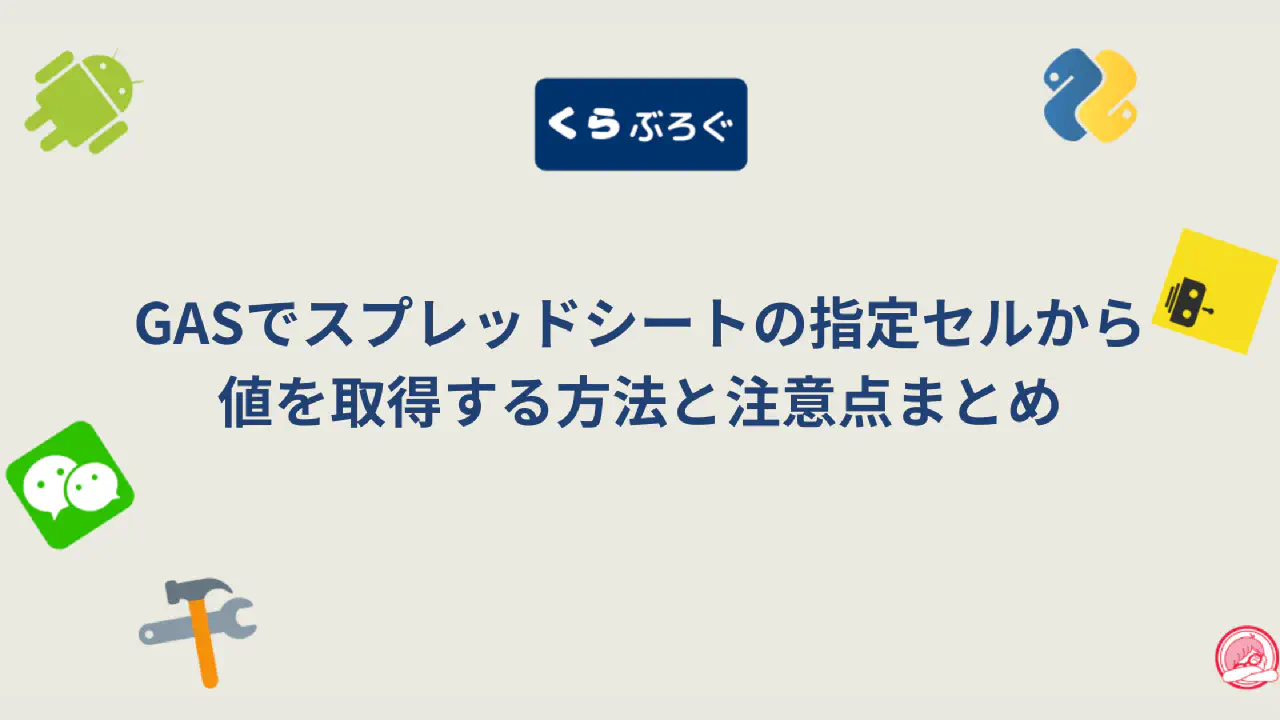 くらぶろぐ
GASでスプレッドシートの指定セルから
値を取得する方法と注意点まとめ